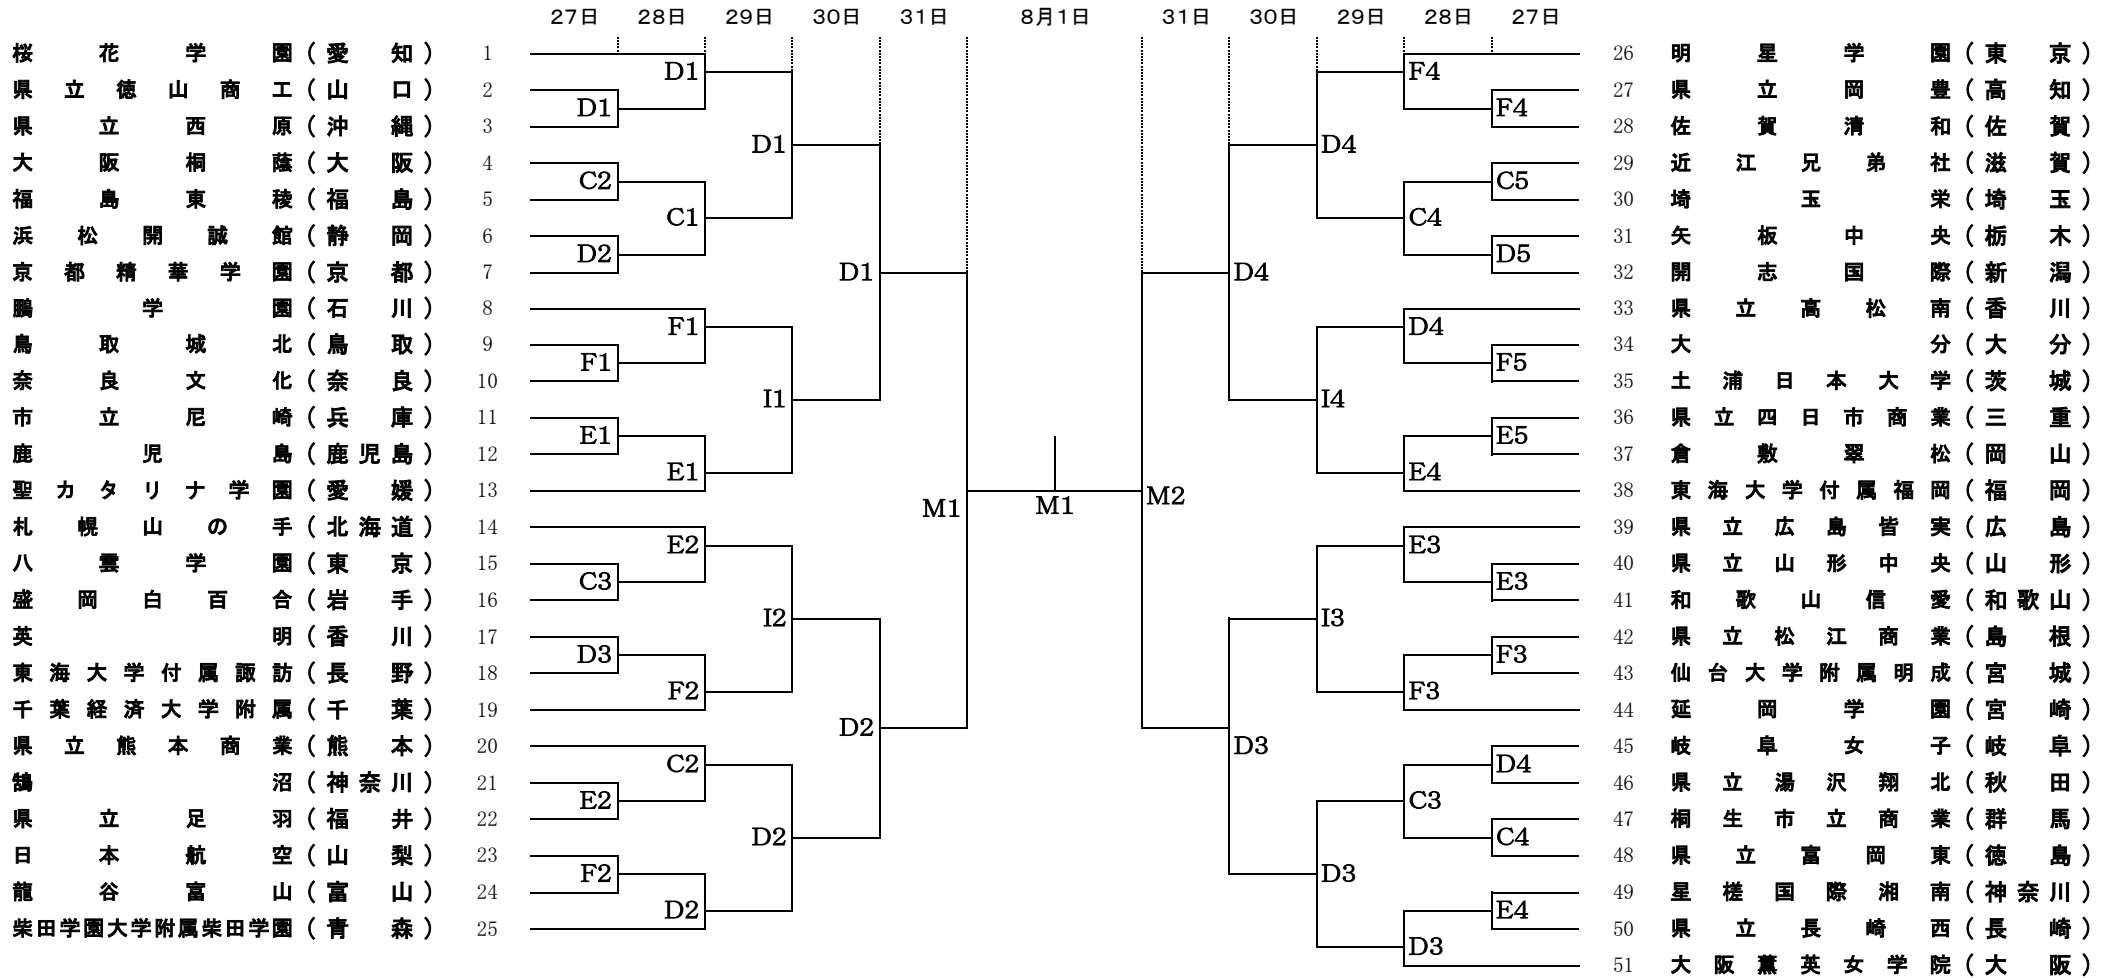 27日 28日 29日 30日 31日 8月1日 31日 30日 29日 28日 27日
桜花学園(愛知) 1
県立徳山商工(山口) 2
県立西原(沖縄) 3
大阪桐蔭(大阪) 4
福島東稜(福島) 5
浜松開誠館(静岡) 6
京都精華学園(京都) 7
鵬学園(石川) 8
鳥取城北(鳥取) 9
奈良文化(奈良) 10
市立尼崎(兵庫) 11
鹿児島(鹿児島) 12
聖カタリナ学園(愛媛) 13
札幌山の手(北海道) 14
八雲学園(東京) 15
盛岡白百合(岩手) 16
英明(香川) 17
東海大学付属諏訪(長野) 18
千葉経済大学附属(千葉) 19
県立熊本商業(熊本) 20
鵠沼(神奈川) 21
県立足羽(福井) 22
日本航空(山梨) 23
龍谷富山(富山) 24
柴田学園大学附属柴田学園(青森) 25
D1
C2
D2
F1
E1
C3
D3
E2
F2
D1
C1
F1
E1
E2
F2
C2
D2
D1
I1
I2
D2
D1
D2
M1
M1
M2
D4
D3
D4
I4
I3
D3
F4
C4
D4
E4
E3
F3
C3
D3
F4
C5
D5
F5
E5
E3
F3
D4
C4
E4
26 明星学園(東京)
27 県立岡豊(高知)
28 佐賀清和(佐賀)
29 近江兄弟社(滋賀)
30 埼玉栄(埼玉)
31 矢板中央(栃木)
32 開志国際(新潟)
33 県立高松南(香川)
34 大分(大分)
35 土浦日本大学(茨城)
36 県立四日市商業(三重)
37 倉敷翠松(岡山)
38 東海大学付属福岡(福岡)
39 県立広島皆実(広島)
40 県立山形中央(山形)
41 和歌山信愛(和歌山)
42 県立松江商業(島根)
43 仙台大学附属明成(宮城)
44 延岡学園(宮崎)
45 岐阜女子(岐阜)
46 県立湯沢翔北(秋田)
47 桐生市立商業(群馬)
48 県立富岡東(徳島)
49 星槎国際湘南(神奈川)
50 県立長崎西(長崎)
51 大阪薫英女学院(大阪)